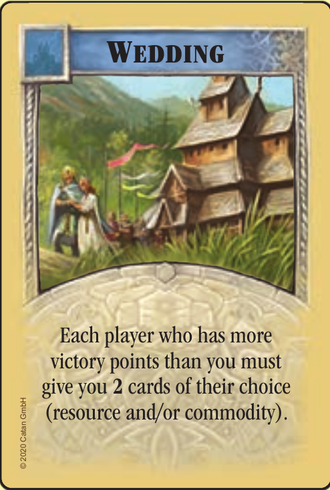 WEDDING
Each player who has more
victory points than you must
give you 2 cards of their choice
(resource and/or commodity).
© 2020 Catan GmbH